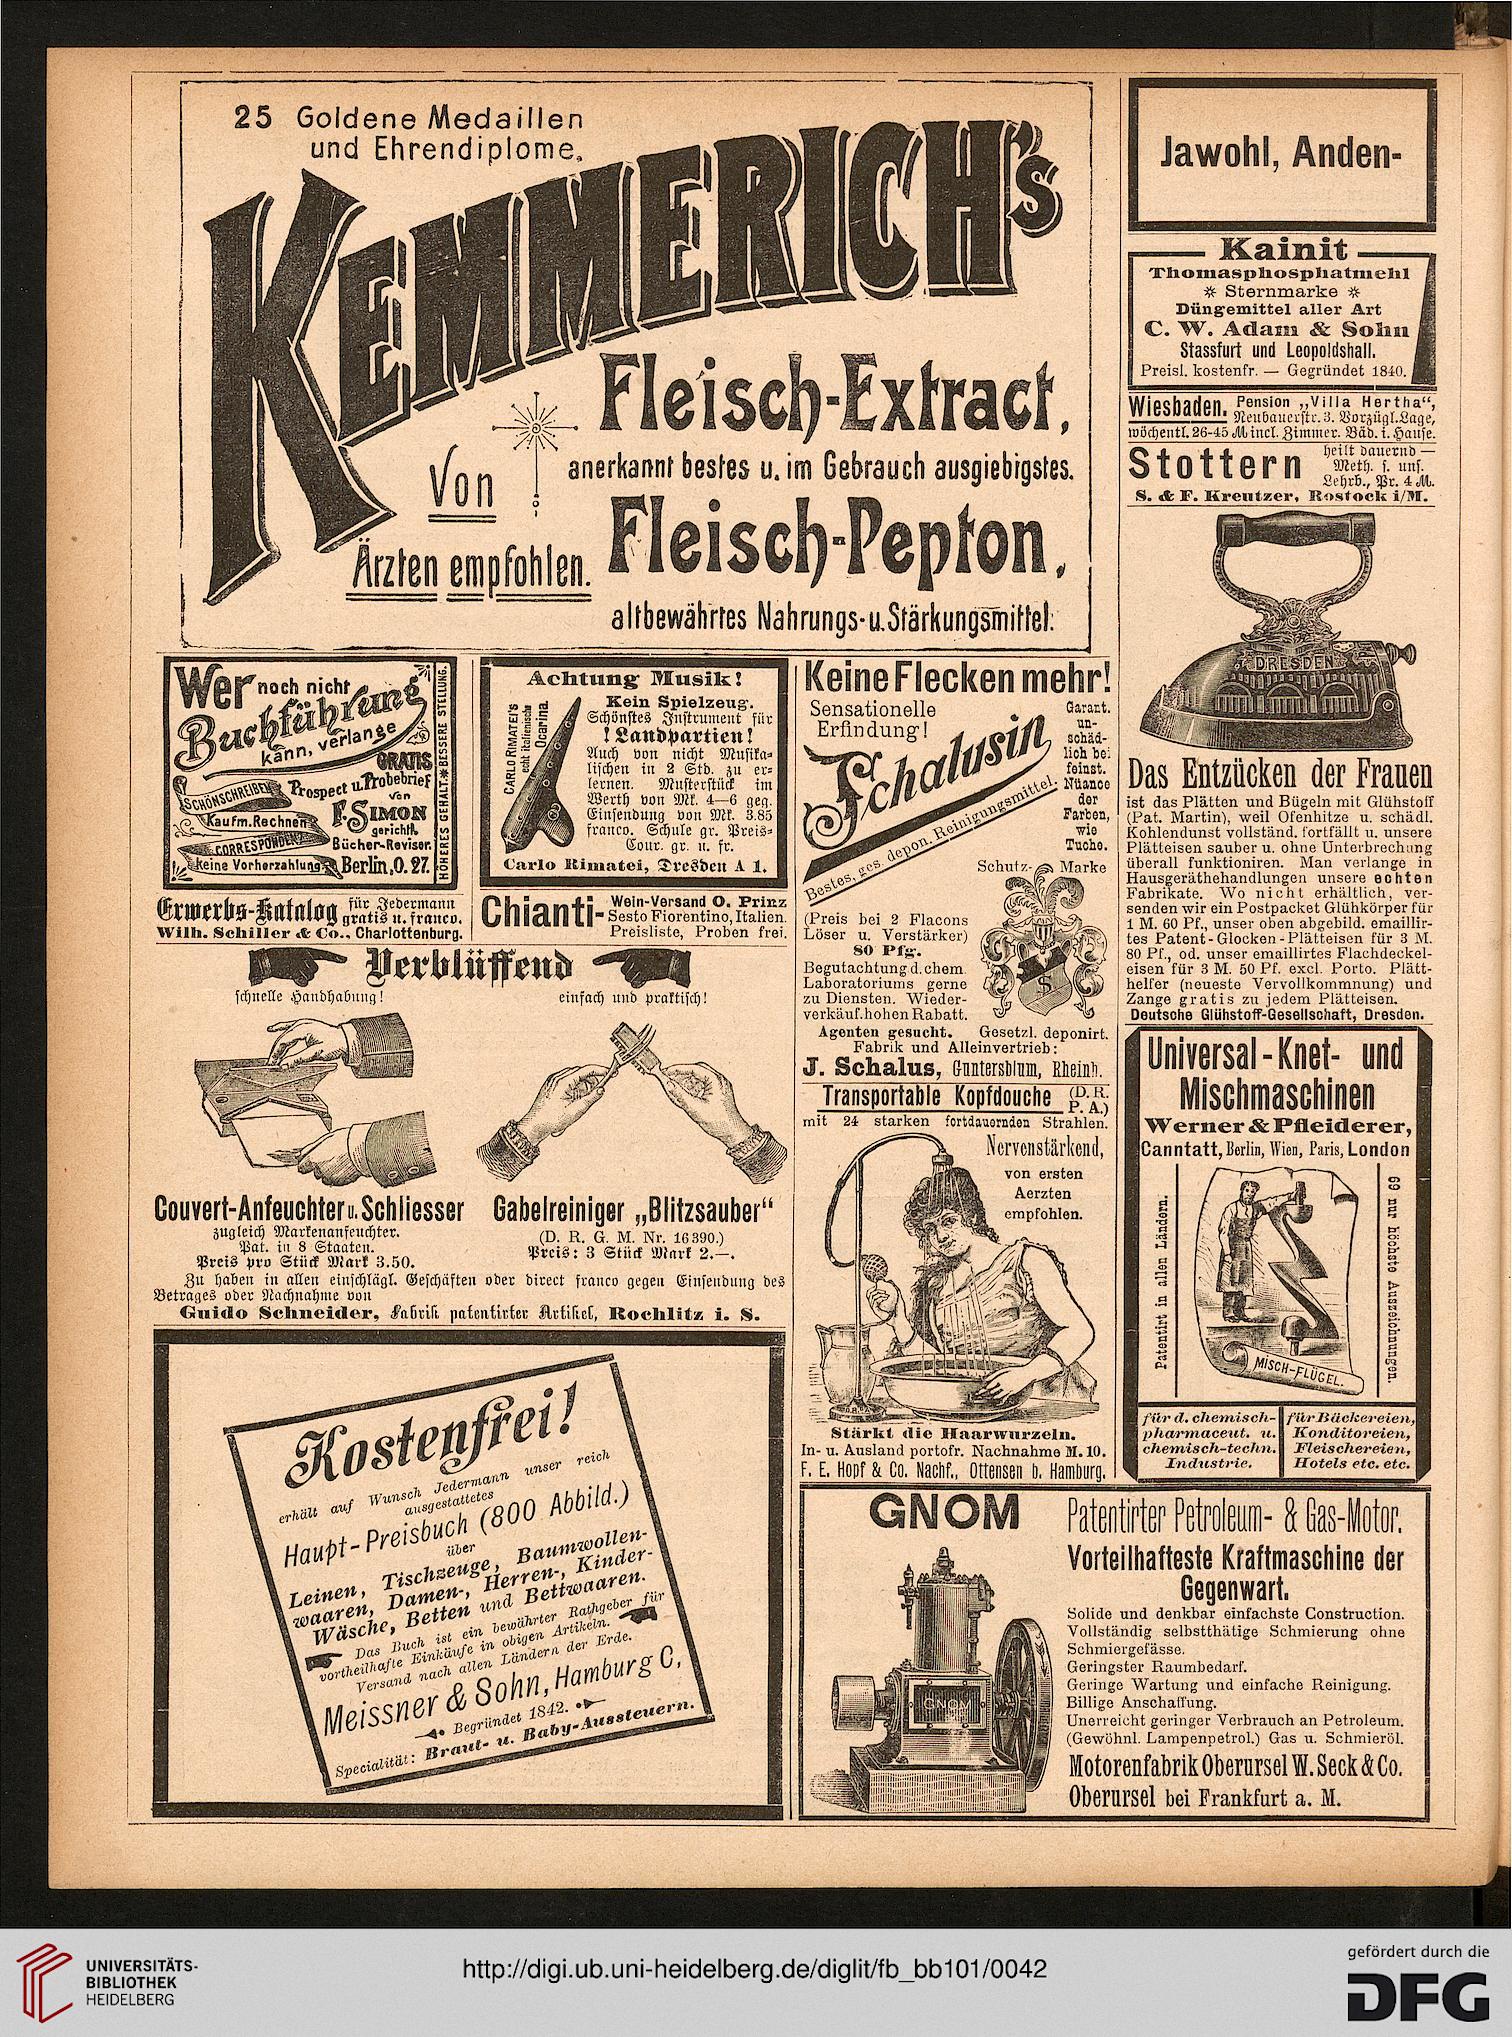 25 Goldene Medaillen
und Ehrendiplome.
KEMMERICH's
Fleisch-Extract,
anerkannt bestes u. im Gebrauch ausgiebigstes.
Von
Ärzten empfohlen.
Fleisch-Pepton,
altbewährtes Nahrungs- u. Stärkungsmittel.
Jawohl, Anden-
Kainit
Thomasphosphatmehl
* Sternmarke *
Düngemittel aller Art
C. W. Adam & Sohn
Stassfurt und Leopoldshall.
Preisl. kostenfr. — Gegründet 1840.
Wiesbaden. Pension „Villa Hertha“,
Neubauerstr. 3. Vorzügl. Lage,
wöchentl. 26-45 M incl. Zimmer. Bäd. i. Hause.
Stottern heilt dauernd —
Meth. s. uns.
Lehrb., Pr. 4 M.
S. & F. Kreutzer, Rostock i/M.
DRESDEN
Das Entzücken der Frauen
ist das Plätten und Bügeln mit Glühstoff
(Pat. Martin), weil Ofenhitze u. schädl.
Kohlendunst vollständ. fortfällt u. unsere
Plätteisen sauber u. ohne Unterbrechung
überall funktioniren. Man verlange in
Hausgeräthehandlungen unsere echten
Fabrikate. Wo nicht erhältlich, ver-
senden wir ein Postpacket Glühkörper für
1 M. 60 Pf., unser oben abgebild. emaillir-
tes Patent-Glocken-Plätteisen für 3 M.
80 Pf., od. unser emaillirtes Flachdeckel-
eisen für 3 M. 50 Pf. excl. Porto. Plätt-
helfer (neueste Vervollkommnung) und
Zange gratis zu jedem Plätteisen.
Deutsche Glühstoff-Gesellschaft, Dresden.
Wer noch nicht
Buchführung
kann, verlange
GRATIS
Prospect u. Probebrief
von
F. SIMON
gerichtl.
Bücher-Revisor.
Berlin, O. 27.
SCHÖNSCHREIBEN
Kaufm. Rechnen
CORRESPONDENZ
Keine Vorherzahlung
HÖHERES GEHALT * BESSERE STELLUNG.
Achtung Musik!
CARLO RIMATEI'S
echt italienische
Ocarina.
Kein Spielzeug.
Schönstes Instrument für
! Landpartien!
Auch von nicht Musika-
lischen in 2 Std. zu er-
lernen. Musterstück im
Werth von Mk. 4—6 geg.
Einsendung von Mk. 3.85
franco. Schule gr. Preis-
Cour. gr. u. fr.
Carlo Rimatei, Dresden A 1.
Erwerbs-Katalog für Jedermann
gratis u. franco.
Wilh. Schiller & Co., Charlottenburg.
Chianti- Wein-Versand O. Prinz
Sesto Fiorentino, Italien.
Preisliste, Proben frei.
Verblüffend
schnelle Handhabung!
einfach und praktisch!
Couvert-Anfeuchter u. Schliesser
zugleich Markenanfeuchter.
Pat. in 8 Staaten.
Preis pro Stück Mark 3.50.
Gabelreiniger „Blitzsauber“
(D. R. G. M. Nr. 16390.)
Preis: 3 Stück Mark 2.—.
Zu haben in allen einschlägl. Geschäften oder direct franco gegen Einsendung des
Betrages oder Nachnahme von
Guido Schneider, Fabrik patentirter Artikel, Rochlitz i. S.
Keine Flecken mehr!
Sensationelle
Erfindung!
Schalusin
Bestes, ges. depon. Reinigungsmittel.
Garant.
un-
schäd-
lich bei
feinst.
Nüance
der
Farben,
wie
Tuche.
Schutz-Marke
S
(Preis bei 2 Flacons
Löser u. Verstärker)
80 Pfg.
Begutachtung d. chem.
Laboratoriums gerne
zu Diensten. Wieder-
verkäuf. hohen Rabatt.
Agenten gesucht. Gesetzl. deponirt.
Fabrik und Alleinvertrieb:
J. Schalus, Guntersblum, Rheinh.
Transportable Kopfdouche (D. R.
P. A.)
mit 24 starken fortdauernden Strahlen.
Nervenstärkend,
von ersten
Aerzten
empfohlen.
Stärkt die Haarwurzeln.
In- u. Ausland portofr. Nachnahme M. 10.
F. E. Hopf & Co. Nachf., Ottensen b. Hamburg.
Universal-Knet- und
Mischmaschinen
Werner & Pfleiderer,
Canntatt, Berlin, Wien, Paris, London
Patentirt in allen Ländern.
69 nur höchste Auszeichnungen.
MISCH-FLÜGEL.
für d. chemisch-
pharmaceut. u.
chemisch-techn.
Industrie.
für Bäckereien,
Konditoreien,
Fleischereien,
Hotels etc. etc.
Kostenfrei!
erhält auf Wunsch Jedermann unser reich
ausgestattetes
Haupt-Preisbuch (800 Abbild.)
über
Leinen, Tischzeuge, Baumwollen-
waaren, Damen-, Herren-, Kinder-
Wäsche, Betten und Bettwaaren.
Das Buch ist ein bewährter Rathgeber für
vortheilhafte Einkäufe in obigen Artikeln.
Versand nach allen Ländern der Erde.
Meissner & Sohn, Hamburg C,
Begründet 1842.
Specialität: Braut- u. Baby-Aussteuern.
GNOM
Patentirter Petroleum- & Gas-Motor.
Vorteilhafteste Kraftmaschine der
Gegenwart.
Solide und denkbar einfachste Construction.
Vollständig selbstthätige Schmierung ohne
Schmiergefässe.
Geringster Raumbedarf.
Geringe Wartung und einfache Reinigung.
Billige Anschaffung.
Unerreicht geringer Verbrauch an Petroleum.
(Gewöhnl. Lampenpetrol.) Gas u. Schmieröl.
Motorenfabrik Oberursel W. Seck & Co.
Oberursel bei Frankfurt a. M.
GNOM
UNIVERSITÄTS-
BIBLIOTHEK
HEIDELBERG
http://digi.ub.uni-heidelberg.de/diglit/fb_bb101/0042
gefördert durch die
DFG